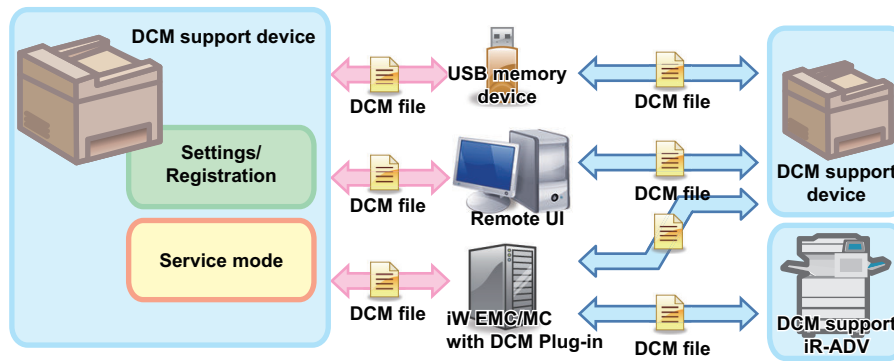 DCM support device
Settings/
Registration
Service mode
DCM file
USB memory
device
DCM file
DCM file
Remote UI
DCM file
DCM file
iW EMC/MC
with DCM Plug-in
DCM file
DCM support
device
DCM support
iR-ADV